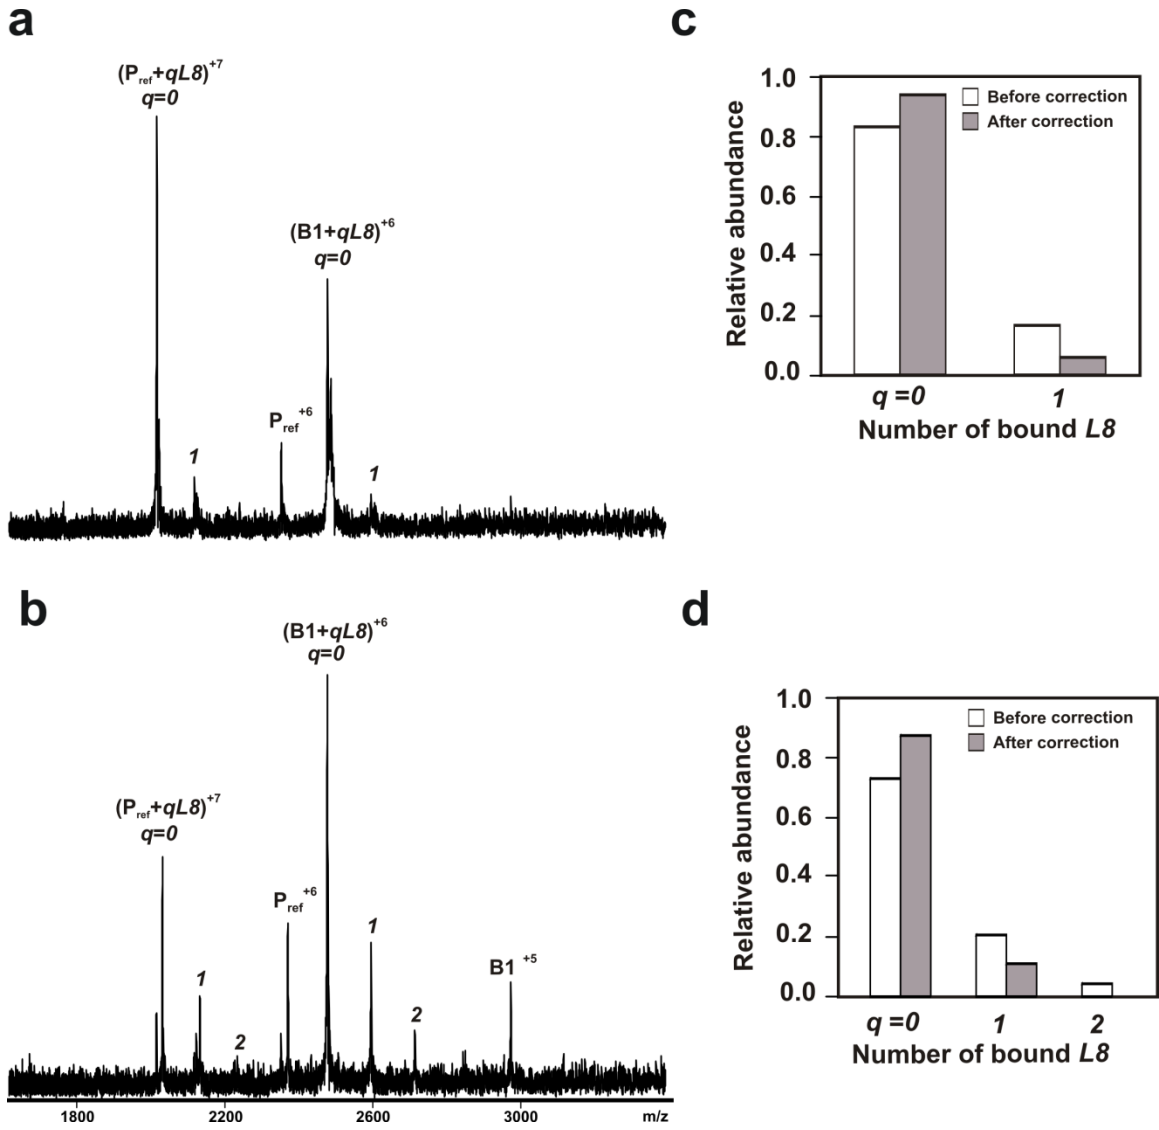 a
(Pref+qL8)+7
q=0
(B1+qL8)+6
q=0
Pref+6
1
1
c
1.0
0.8
0.6
0.4
0.2
0.0
Relative abundance
Before correction
After correction
q =0 1
Number of bound L8
b
(B1+qL8)+6
q=0
(Pref+qL8)+7
q=0
Pref+6
1
1
2
2
B1 +5
1800 2200 2600 3000 m/z
d
1.0
0.8
0.6
0.4
0.2
0.0
Relative abundance
Before correction
After correction
q =0 1 2
Number of bound L8